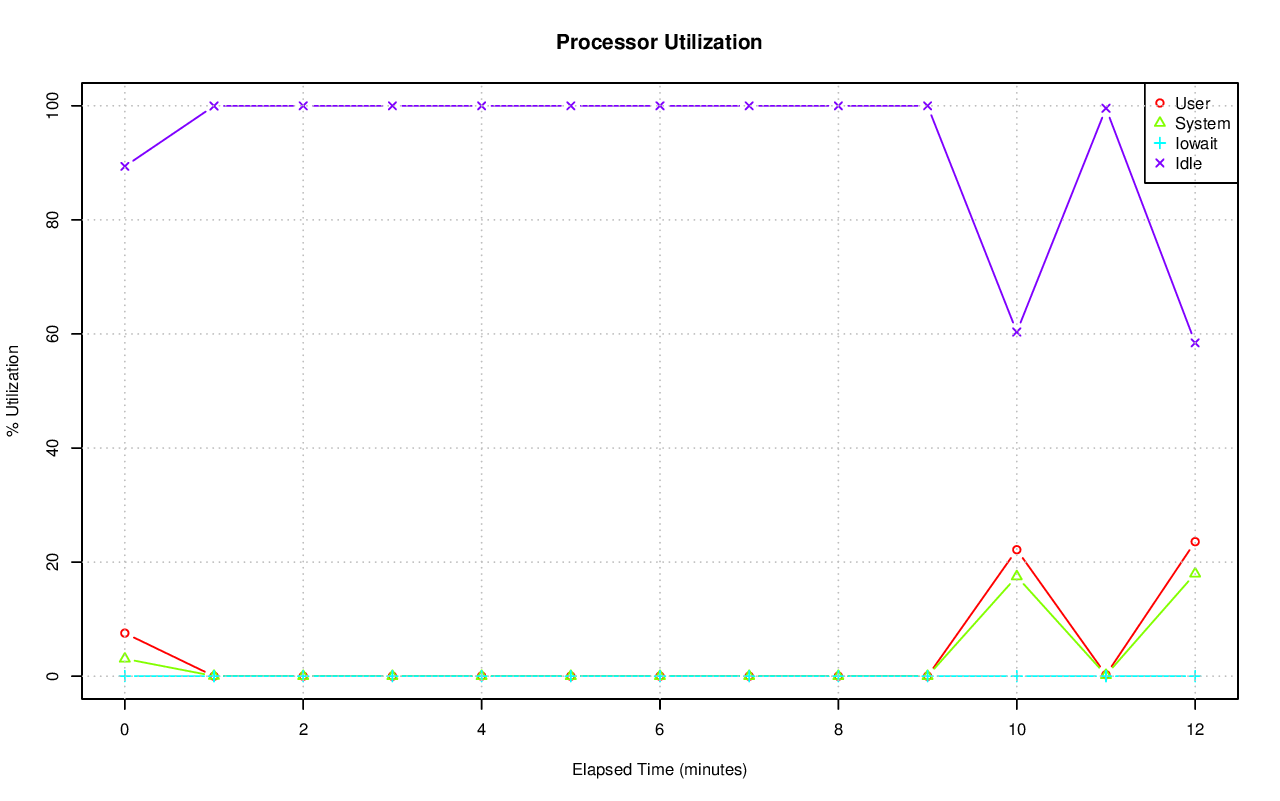 Processor Utilization
100
80
60
40
20
0
% Utilization
User
System
Iowait
Idle
0 2 4 6 8 10 12
Elapsed Time (minutes)